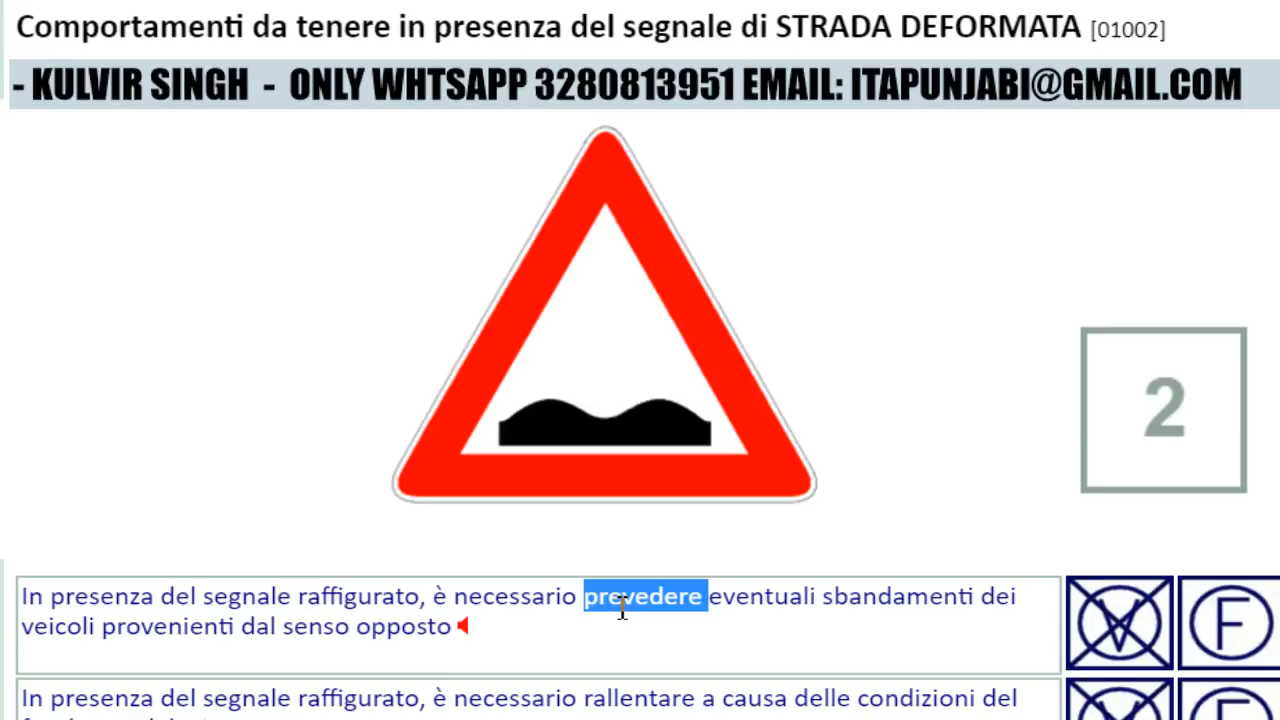 Comportamenti da tenere in presenza del segnale di STRADA DEFORMATA [01002]
- KULVIR SINGH - ONLY WHTSAPP 3280813951 EMAIL: ITAPUNJABI@GMAIL.COM
2
In presenza del segnale raffigurato, è necessario prevedere eventuali sbandamenti dei
veicoli provenienti dal senso opposto
V F
In presenza del segnale raffigurato, è necessario rallentare a causa delle condizioni del